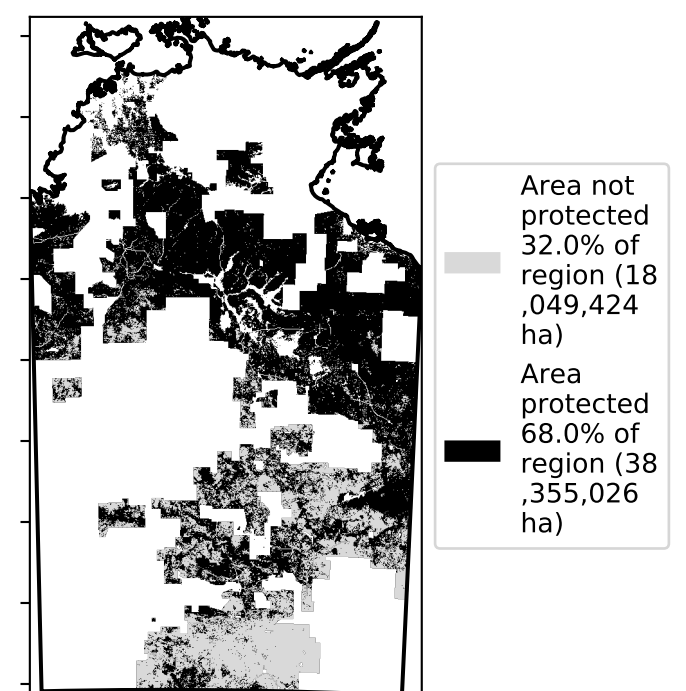 Area not
protected
32.0% of
region (18
,049,424
ha)
Area
protected
68.0% of
region (38
,355,026
ha)